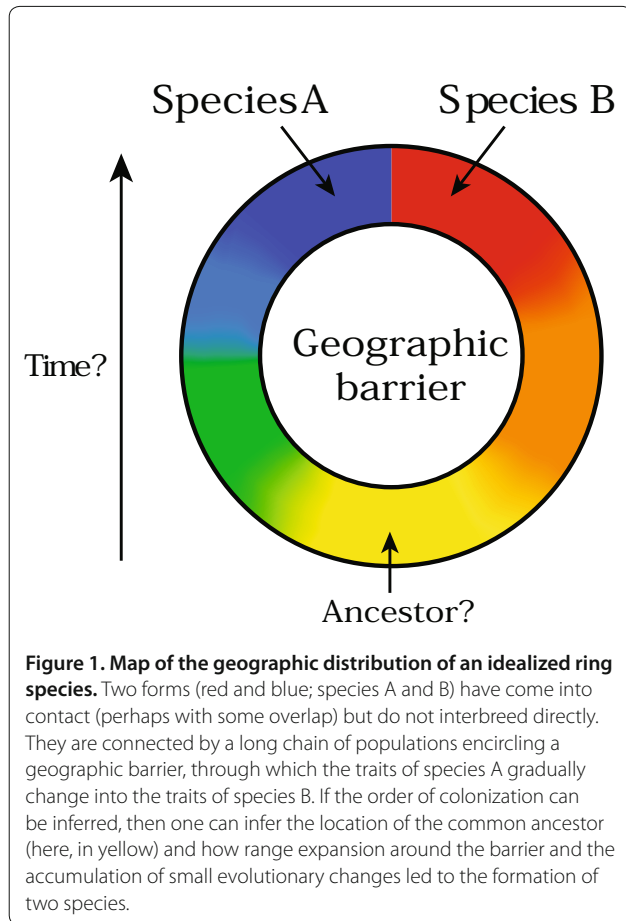 Species A
Species B
Time?
Geographic
barrier
Ancestor?
Figure 1. Map of the geographic distribution of an idealized ring
species. Two forms (red and blue; species A and B) have come into
contact (perhaps with some overlap) but do not interbreed directly.
They are connected by a long chain of populations encircling a
geographic barrier, through which the traits of species A gradually
change into the traits of species B. If the order of colonization can
be inferred, then one can infer the location of the common ancestor
(here, in yellow) and how range expansion around the barrier and the
accumulation of small evolutionary changes led to the formation of
two species.